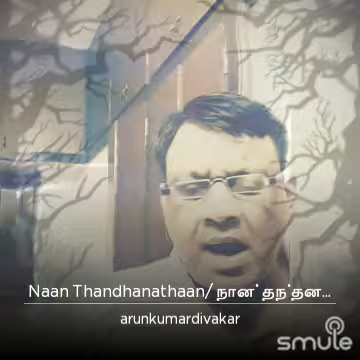 Naan Thandhanathaan/நான் தந்தன...
arunkumardivakar
smule